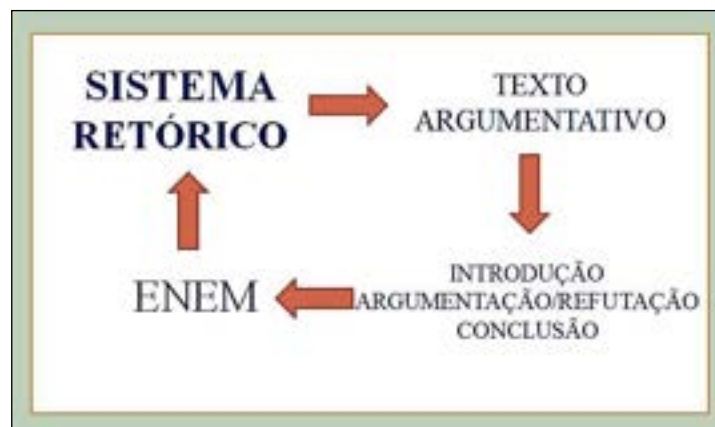 SISTEMA
RETÓRICO
TEXTO
ARGUMENTATIVO
INTRODUÇÃO
ARGUMENTAÇÃO/REFUTAÇÃO
CONCLUSÃO
ENEM